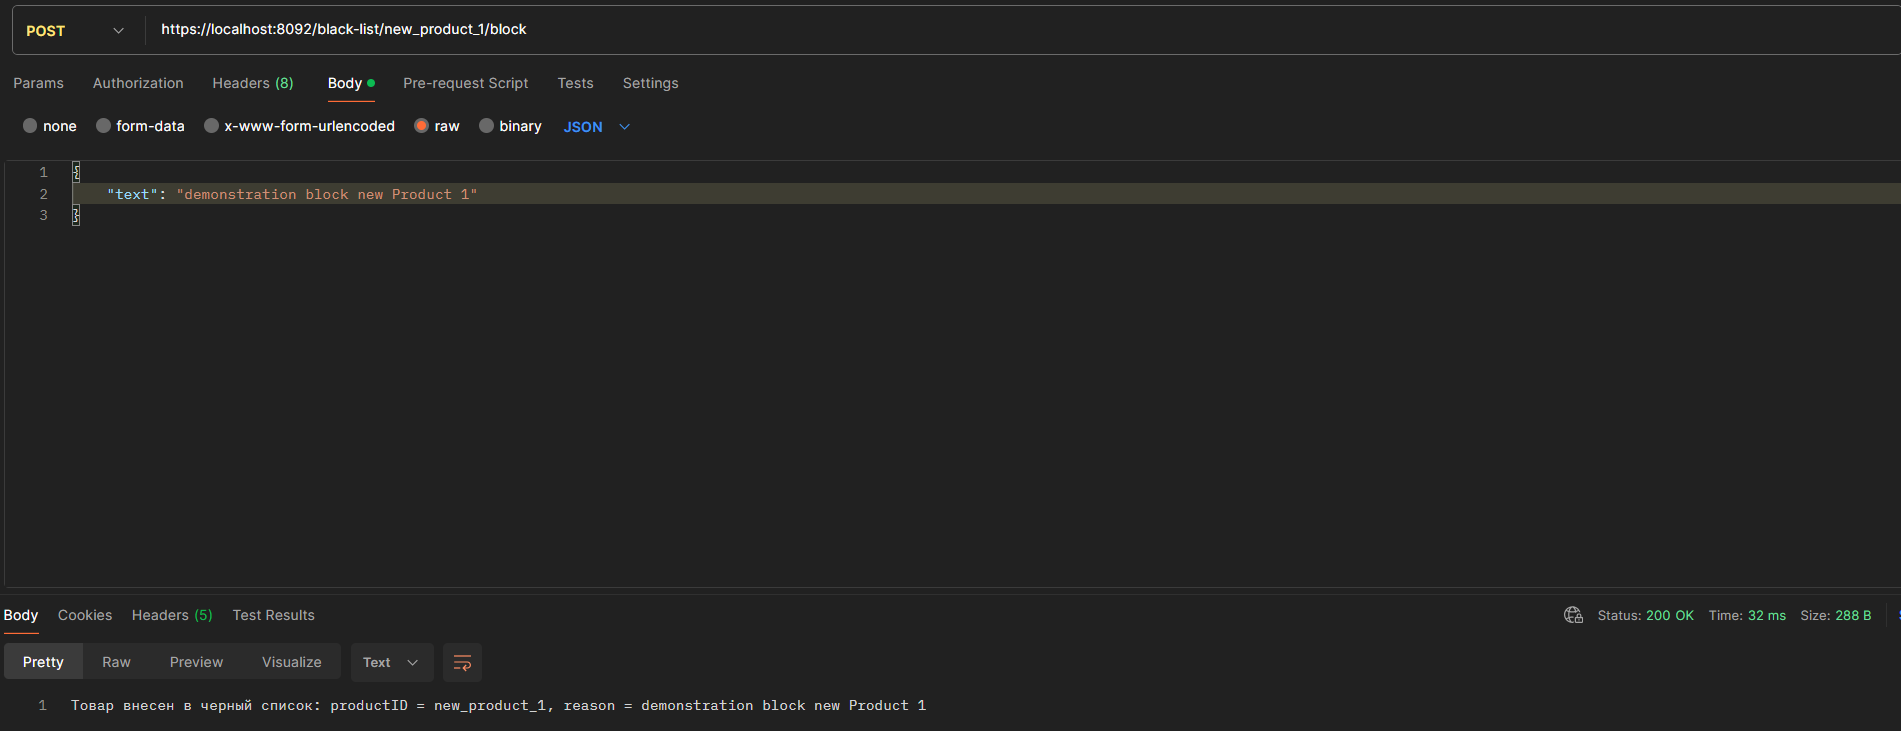 POST https://localhost:8092/black-list/new_product_1/block
Params Authorization Headers (8) Body Pre-request Script Tests Settings
none form-data x-www-form-urlencoded raw binary JSON
1 {
2 "text": "demonstration block new Product 1"
3 }
Body Cookies Headers (5) Test Results Status: 200 OK Time: 32 ms Size: 288 B
Pretty Raw Preview Visualize Text
1 Товар внесен в черный список: productID = new_product_1, reason = demonstration block new Product 1